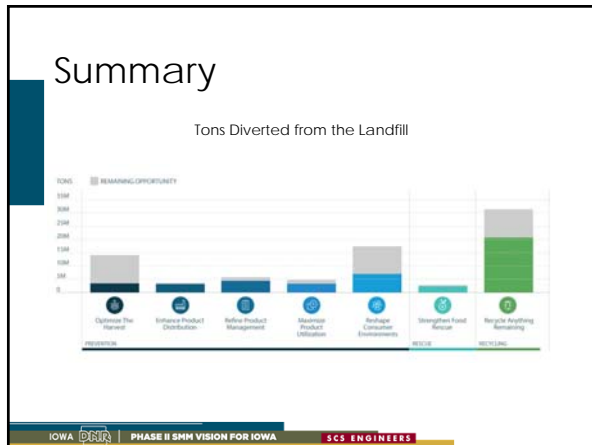 Summary
Tons Diverted from the Landfill
TONS
REMAINING OPPORTUNITY
35M
30M
25M
20M
15M
10M
5M
0
Optimize The
Harvest
Enhance Product
Distribution
Refine Product
Management
Maximize
Product
Utilization
Reshape
Consumer
Environments
Strengthen Food
Rescue
Recycle Anything
Remaining
PREVENTION
RESCUE
RECYCLING
IOWA DNR | PHASE II SMM VISION FOR IOWA SCS ENGINEERS